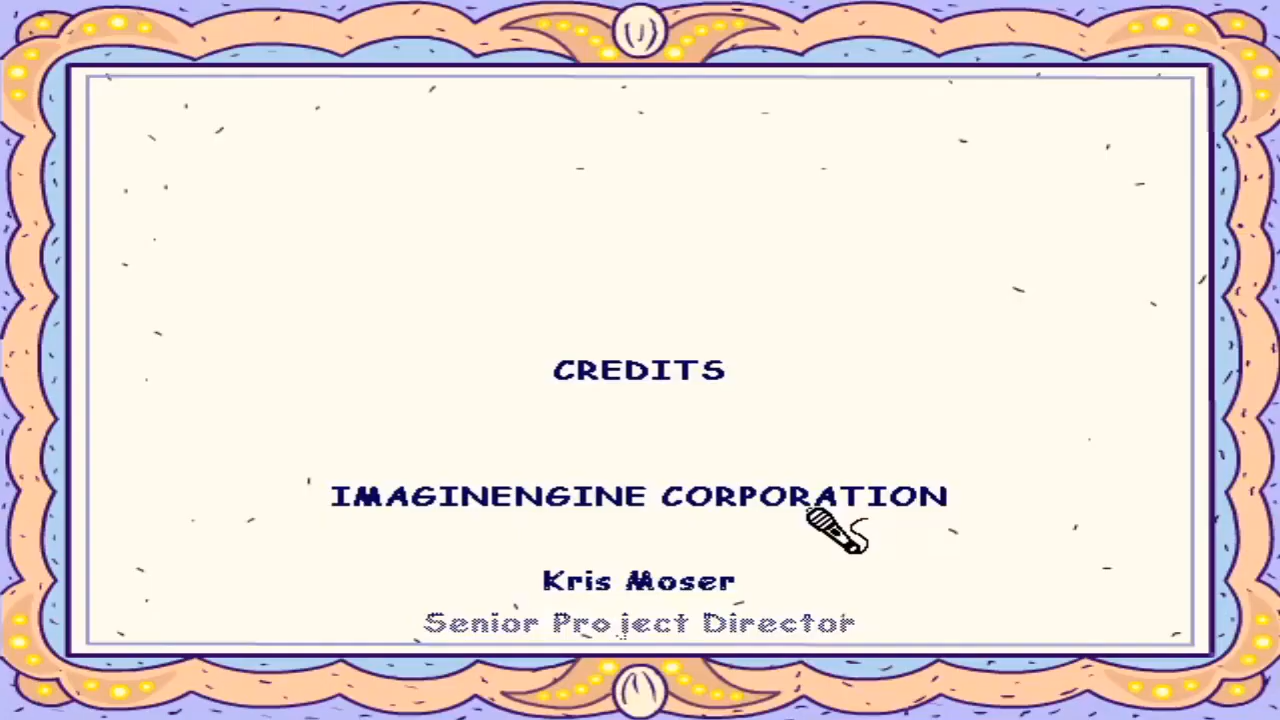 CREDITS
IMAGINENGINE CORPORATION
Kris Moser
Senior Project Director